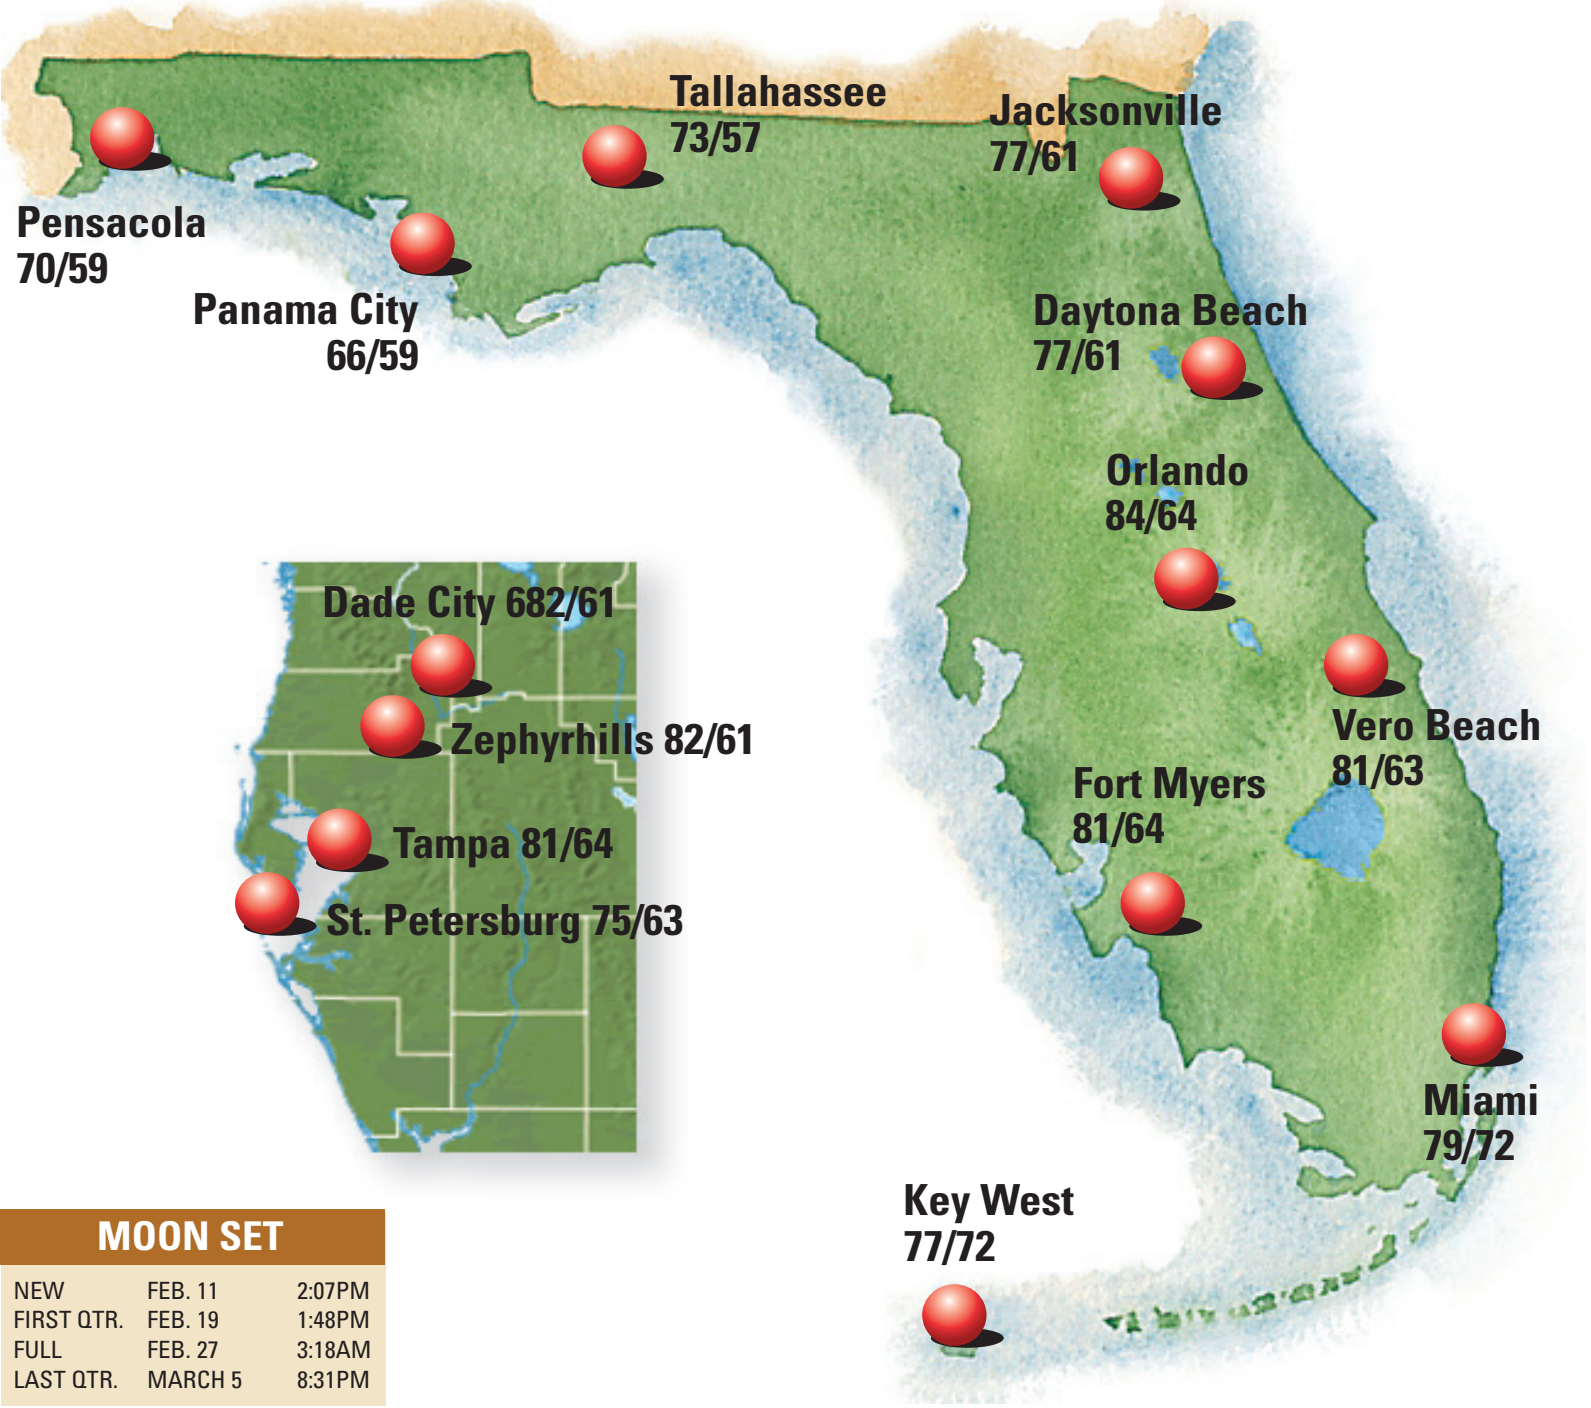 Tallahassee
73/57
Jacksonville
77/61
Pensacola
70/59
Panama City
66/59
Daytona Beach
77/61
Orlando
84/64
Dade City 682/61
Zephyrhills 82/61
Vero Beach
81/63
Fort Myers
81/64
Tampa 81/64
St. Petersburg 75/63
Miami
79/72
Key West
77/72
MOON SET
NEW FEB. 11 2:07PM
FIRST QTR. FEB. 19 1:48PM
FULL FEB. 27 3:18AM
LAST QTR. MARCH 5 8:31PM